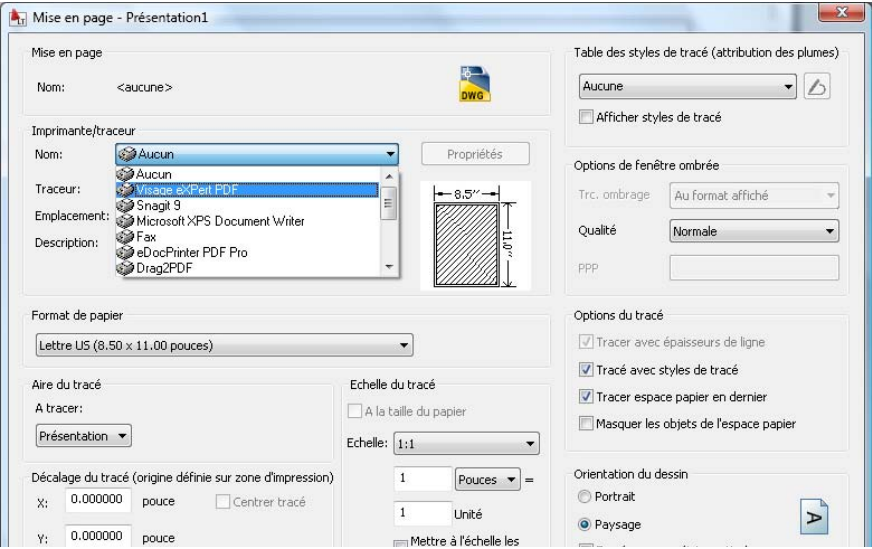 Mise en page - Présentation1
Mise en page
Nom: <aucune>
DWG
Imprimante/traceur
Nom: Aucun
Propriétés
Aucun
Traceur: Visage eXPert PDF
Snagit 9
Emplacement: Microsoft XPS Document Writer
Fax
Description: eDocPrinter PDF Pro
Drag2PDF
8.5''
11.0''
Format de papier
Lettre US (8.50 x 11.00 pouces)
Aire du tracé
A tracer:
Présentation
Décalage du tracé (origine définie sur zone d'impression)
X: 0.000000 pouce Centrer tracé
Y: 0.000000 pouce
Echelle du tracé
A la taille du papier
Echelle: 1:1
1 Pouces =
1 Unité
Mettre à l'échelle les
Table des styles de tracé (attribution des plumes)
Aucune
Afficher styles de tracé
Options de fenêtre ombrée
Trc. ombrage Au format affiché
Qualité Normale
PPP
Options du tracé
Tracer avec épaisseurs de ligne
Tracé avec styles de tracé
Tracer espace papier en dernier
Masquer les objets de l'espace papier
Orientation du dessin
Portrait
Paysage
A